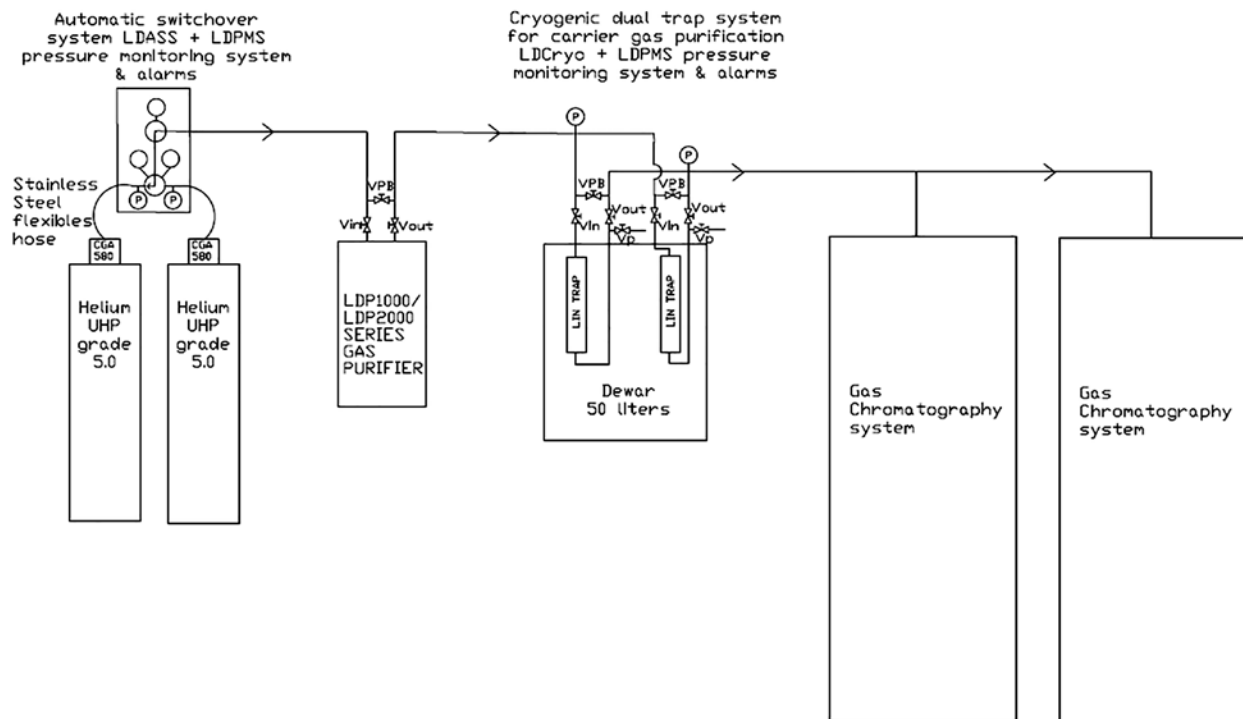 Automatic switchover
system LDASS + LDPMS
pressure monitoring system
& alarms
Cryogenic dual trap system
for carrier gas purification
LDCryo + LDPMS pressure
monitoring system & alarms
P
P
P
P
Stainless
Steel
flexibles
hose
CGA
580
CGA
580
Helium
UHP
grade
5.0
Helium
UHP
grade
5.0
VPB
Vin
Vout
LDP1000/
LDP2000
SERIES
GAS
PURIFIER
VPB
Vout
VIn
Vp
VPB
Vout
VIn
Vp
LIN TRAP
LIN TRAP
Dewar
50 liters
Gas
Chromatography
system
Gas
Chromatography
system